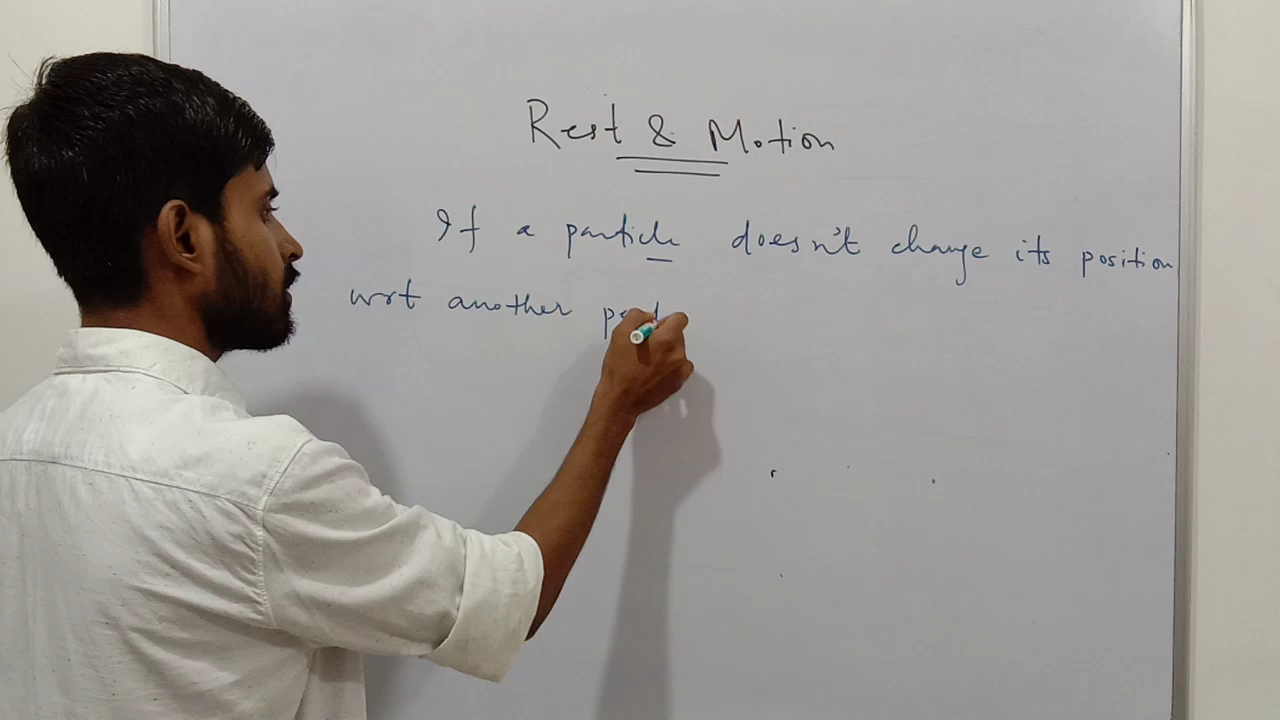 Rest & Motion
If a particle doesn't change its position
wrt another